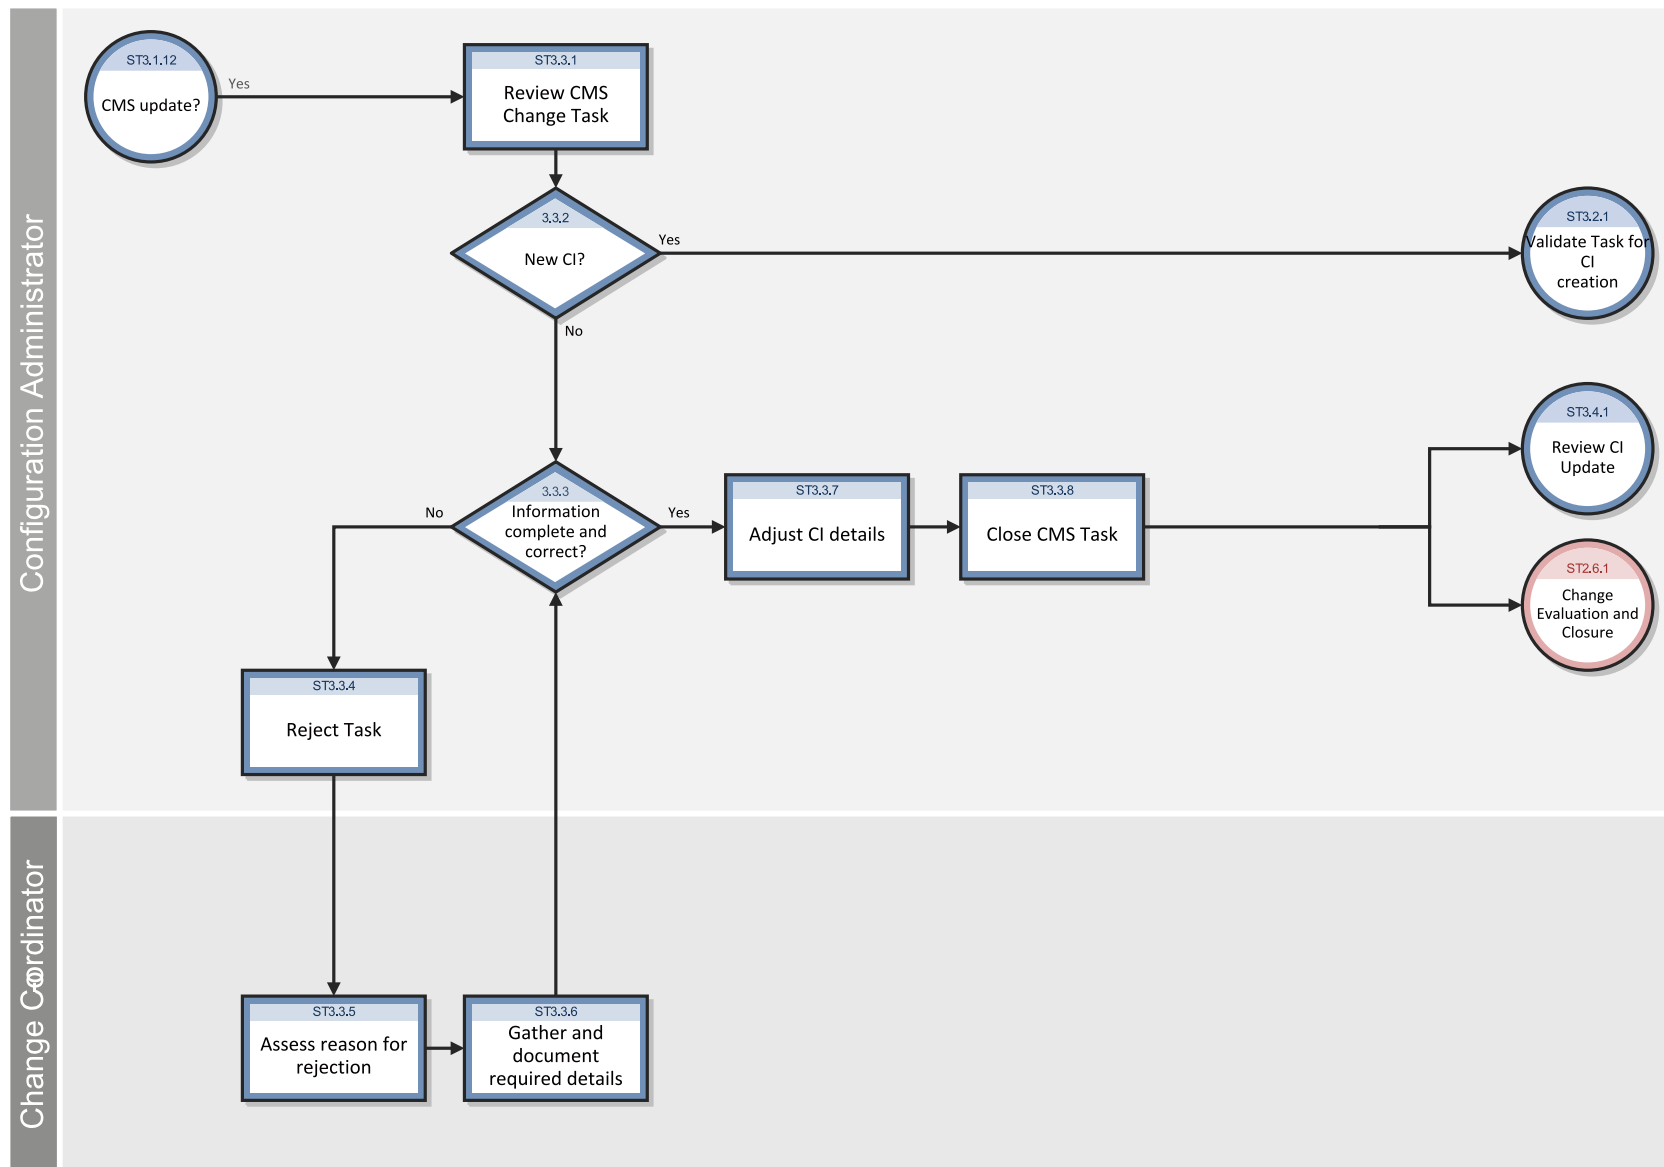 Configuration Administrator
ST3.1.12
CMS update?
Yes
ST3.3.1
Review CMS
Change Task
3.3.2
New CI?
Yes
No
ST3.2.1
Validate Task for
CI
creation
ST3.4.1
Review CI
Update
3.3.3
Information
complete and
correct?
No
Yes
ST3.3.7
Adjust CI details
ST3.3.8
Close CMS Task
ST2.6.1
Change
Evaluation and
Closure
ST3.3.4
Reject Task
Change Co-ordinator
ST3.3.5
Assess reason for
rejection
ST3.3.6
Gather and
document
required details